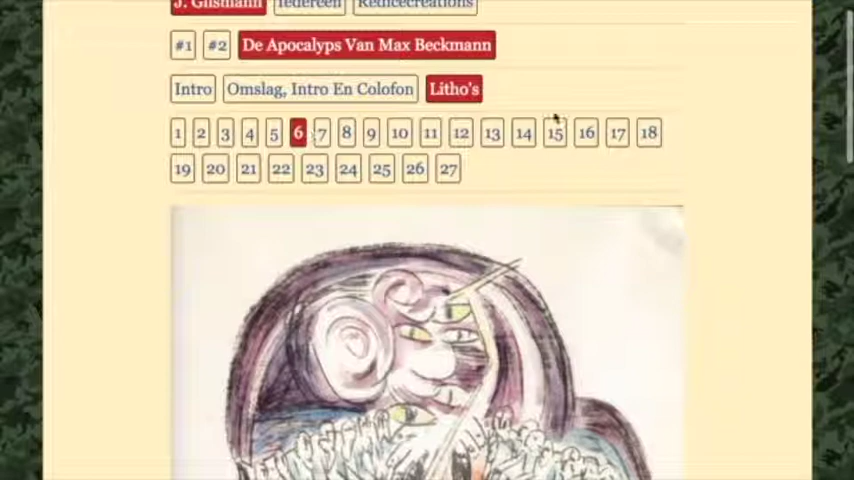 J. Gilsmann Iedereen Redicecreations
#1 #2 De Apocalyps Van Max Beckmann
Intro Omslag, Intro En Colofon Litho's
1 2 3 4 5 6 7 8 9 10 11 12 13 14 15 16 17 18
19 20 21 22 23 24 25 26 27